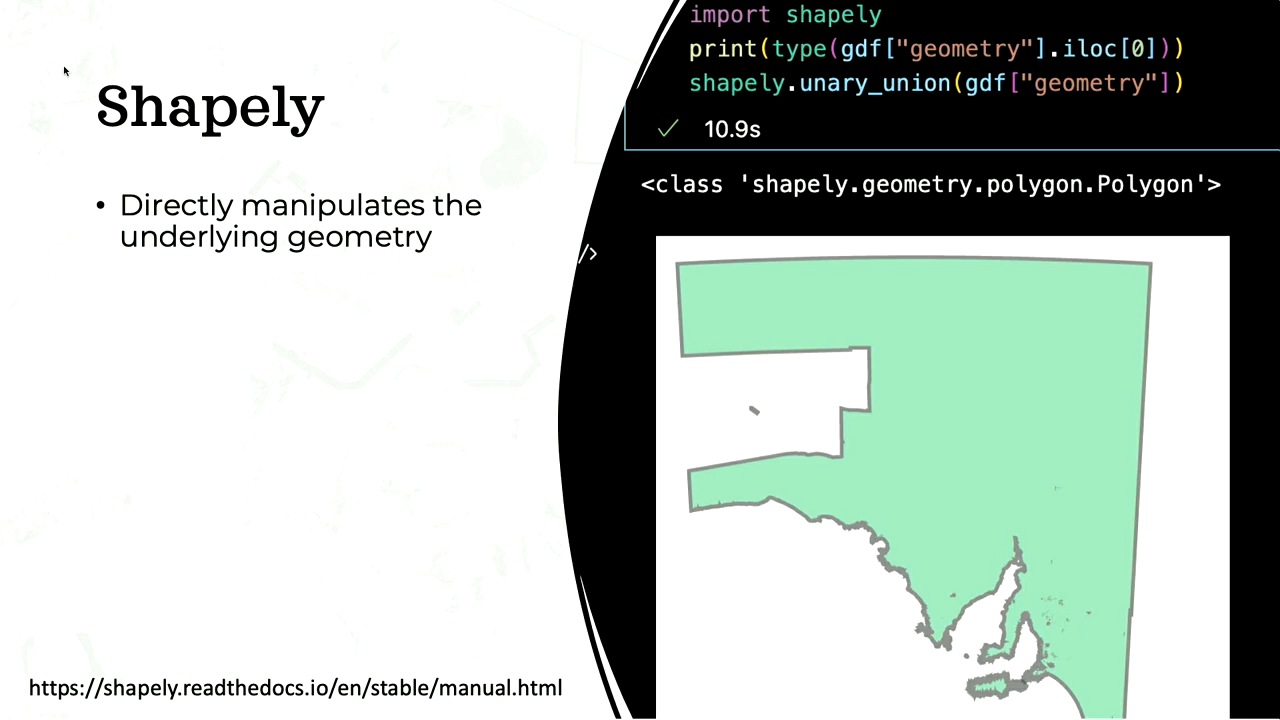 Shapely
• Directly manipulates the
underlying geometry
https://shapely.readthedocs.io/en/stable/manual.html
import shapely
print(type(gdf["geometry"].iloc[0]))
shapely.unary_union(gdf["geometry"])
✓ 10.9s
<class 'shapely.geometry.polygon.Polygon'>
/>